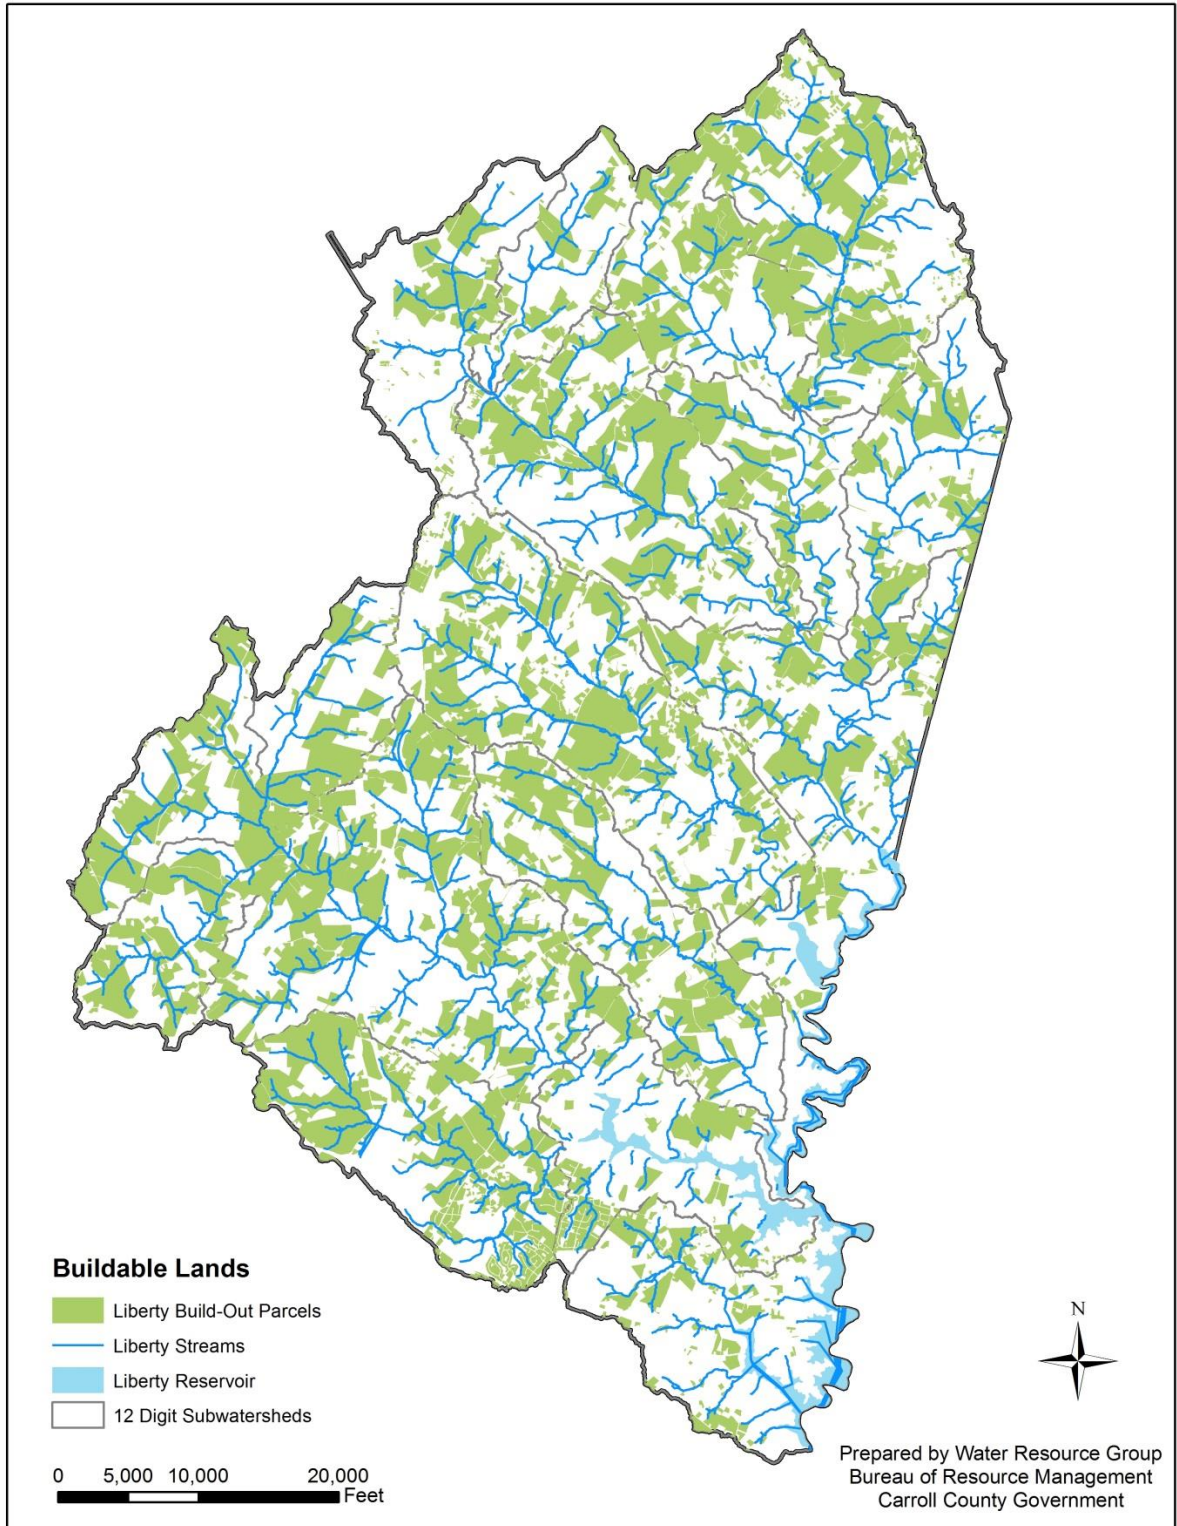 N
Buildable Lands
Liberty Build-Out Parcels
Liberty Streams
Liberty Reservoir
12 Digit Subwatersheds
0 5,000 10,000 20,000
Feet
Prepared by Water Resource Group
Bureau of Resource Management
Carroll County Government